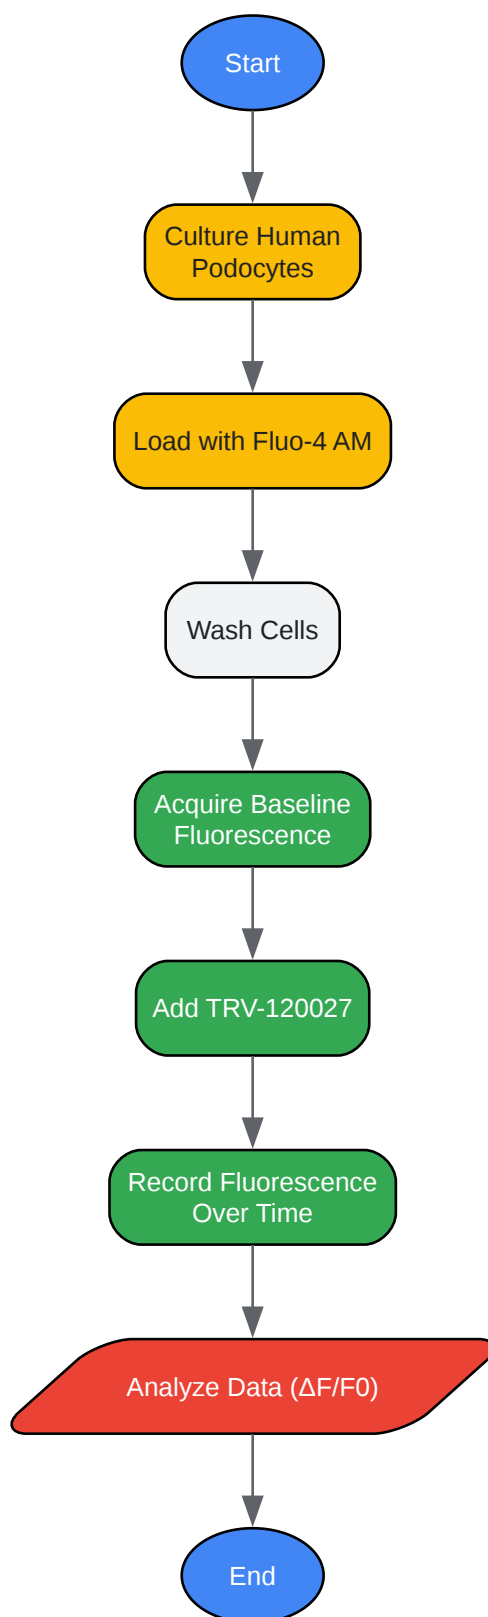 Start
Culture Human
Podocytes
Load with Fluo-4 AM
Wash Cells
Acquire Baseline
Fluorescence
Add TRV-120027
Record Fluorescence
Over Time
Analyze Data (ΔF/F0)
End